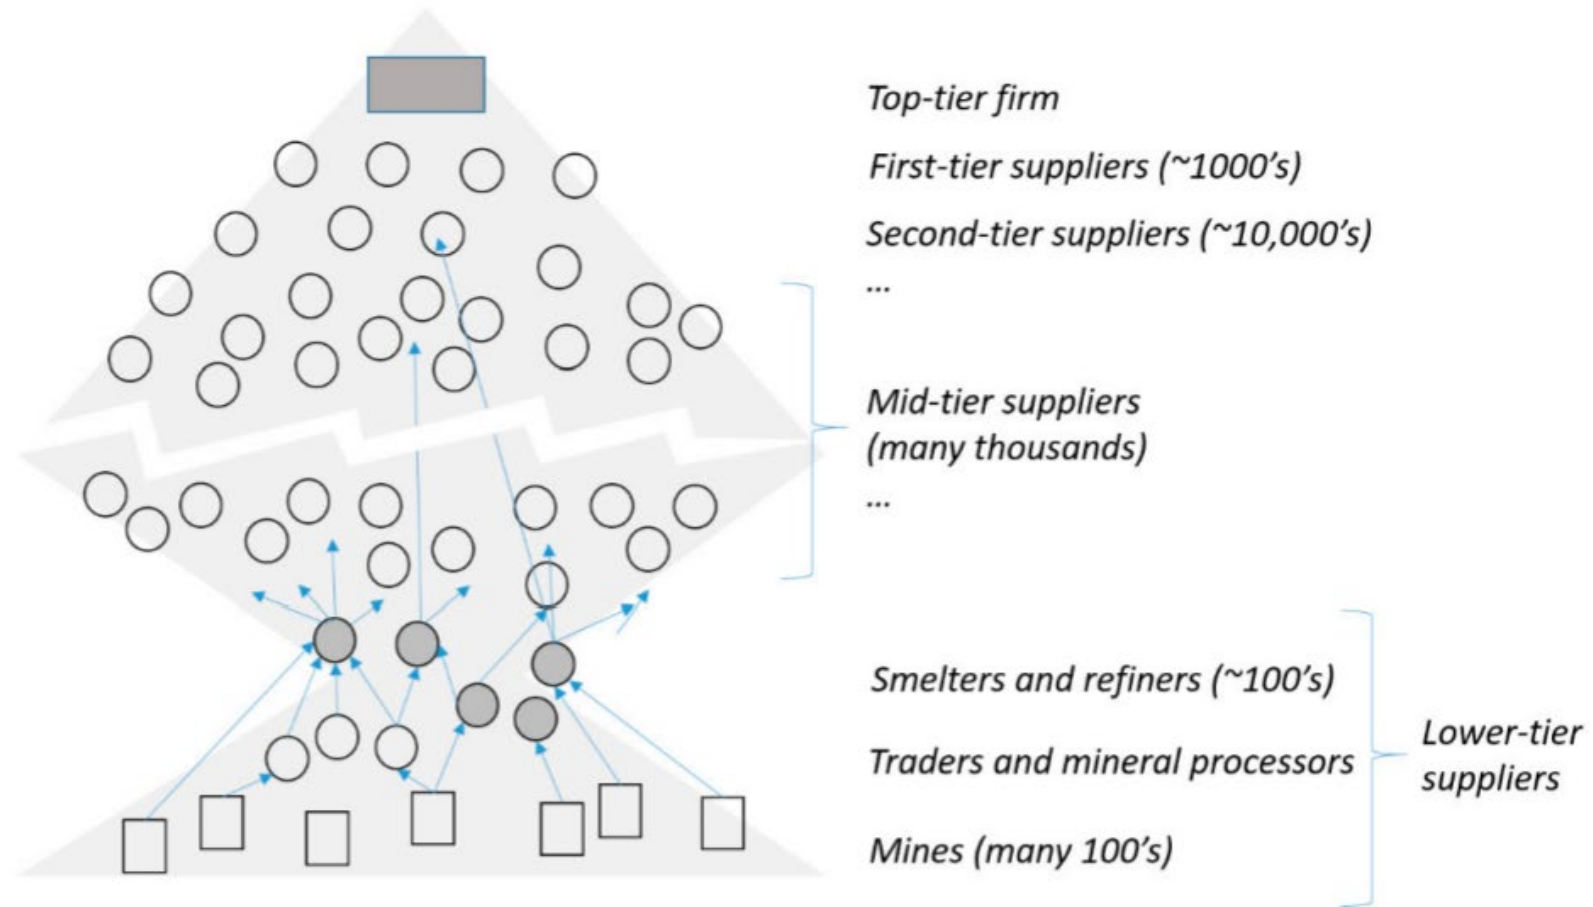 Top-tier firm
First-tier suppliers (~1000’s)
Second-tier suppliers (~10,000’s)
...
Mid-tier suppliers
(many thousands)
...
Smelters and refiners (~100’s)
Traders and mineral processors
Mines (many 100’s)
Lower-tier
suppliers